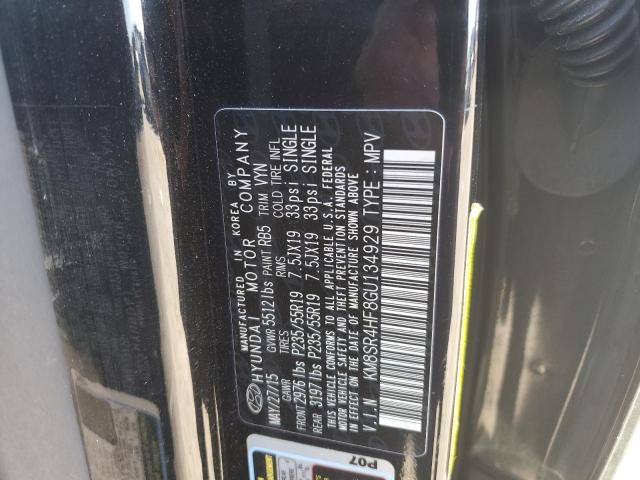 MANUFACTURED IN KOREA BY
HYUNDAI MOTOR COMPANY
MAY/27/15 GVWR 5512 lbs PAINT RB5 TRIM VYN
GAWR TIRES RIMS COLD TIRE INFL
FRONT 2976 lbs P235/55R19 7.5JX19 33psi SINGLE
REAR 3197 lbs P235/55R19 7.5JX19 33psi SINGLE
THIS VEHICLE CONFORMS TO ALL APPLICABLE U.S.A. FEDERAL
MOTOR VEHICLE SAFETY AND THEFT PREVENTION STANDARDS
IN EFFECT ON THE DATE OF MANUFACTURE SHOWN ABOVE.
V.I.N KM8SR4HF8GU134929 TYPE : MPV
P07